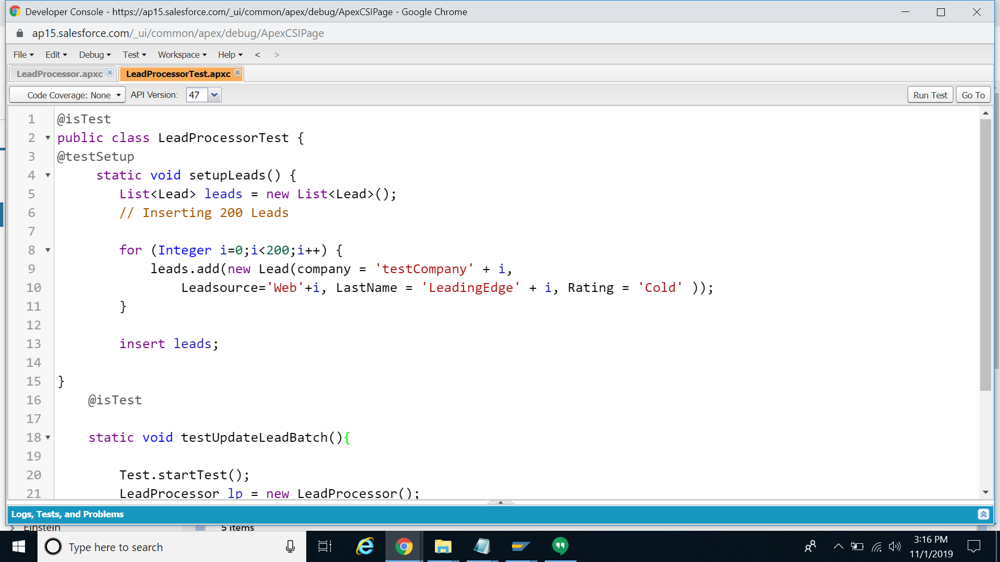 Developer Console - https://ap15.salesforce.com/_ui/common/apex/debug/ApexCSIPage - Google Chrome
ap15.salesforce.com/_ui/common/apex/debug/ApexCSIPage
File Edit Debug Test Workspace Help < >
LeadProcessor.apxc LeadProcessorTest.apxc
Code Coverage: None API Version: 47 Run Test Go To
1 @isTest
2 public class LeadProcessorTest {
3 @testSetup
4 static void setupLeads() {
5 List<Lead> leads = new List<Lead>();
6 // Inserting 200 Leads
7
8 for (Integer i=0;i<200;i++) {
9 leads.add(new Lead(company = 'testCompany' + i,
10 Leadsource='Web'+i, LastName = 'LeadingEdge' + i, Rating = 'Cold' ));
11 }
12
13 insert leads;
14
15 }
16 @isTest
17
18 static void testUpdateLeadBatch(){
19
20 Test.startTest();
21 LeadProcessor lp = new LeadProcessor();
Logs, Tests, and Problems
Einstein 5 items
Type here to search
3:16 PM
11/1/2019